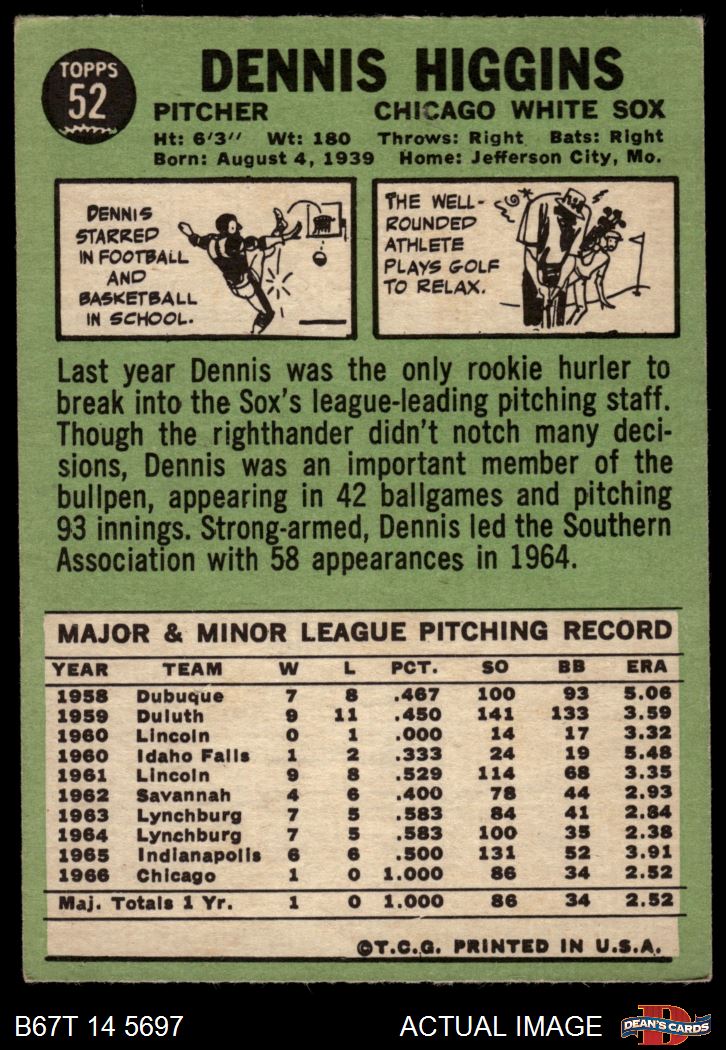 TOPPS
52
DENNIS HIGGINS
PITCHER CHICAGO WHITE SOX
Ht: 6'3" Wt: 180 Throws: Right Bats: Right
Born: August 4, 1939 Home: Jefferson City, Mo.
DENNIS
STARRED
IN FOOTBALL
AND
BASKETBALL
IN SCHOOL.
THE WELL-
ROUNDED
ATHLETE
PLAYS GOLF
TO RELAX.
Last year Dennis was the only rookie hurler to
break into the Sox's league-leading pitching staff.
Though the righthander didn't notch many deci-
sions, Dennis was an important member of the
bullpen, appearing in 42 ballgames and pitching
93 innings. Strong-armed, Dennis led the Southern
Association with 58 appearances in 1964.
MAJOR & MINOR LEAGUE PITCHING RECORD
YEAR TEAM W L PCT. SO BB ERA
1958 Dubuque 7 8 .467 100 93 5.06
1959 Duluth 9 11 .450 141 133 3.59
1960 Lincoln 0 1 .000 14 17 3.32
1960 Idaho Falls 1 2 .333 24 19 5.48
1961 Lincoln 9 8 .529 114 68 3.35
1962 Savannah 4 6 .400 78 44 2.93
1963 Lynchburg 7 5 .583 84 41 2.84
1964 Lynchburg 7 5 .583 100 35 2.38
1965 Indianapolis 6 6 .500 131 52 3.91
1966 Chicago 1 0 1.000 86 34 2.52
Maj. Totals 1 Yr. 1 0 1.000 86 34 2.52
©T.C.G. PRINTED IN U.S.A.
B67T 14 5697 ACTUAL IMAGE
D
DEAN'S CARDS